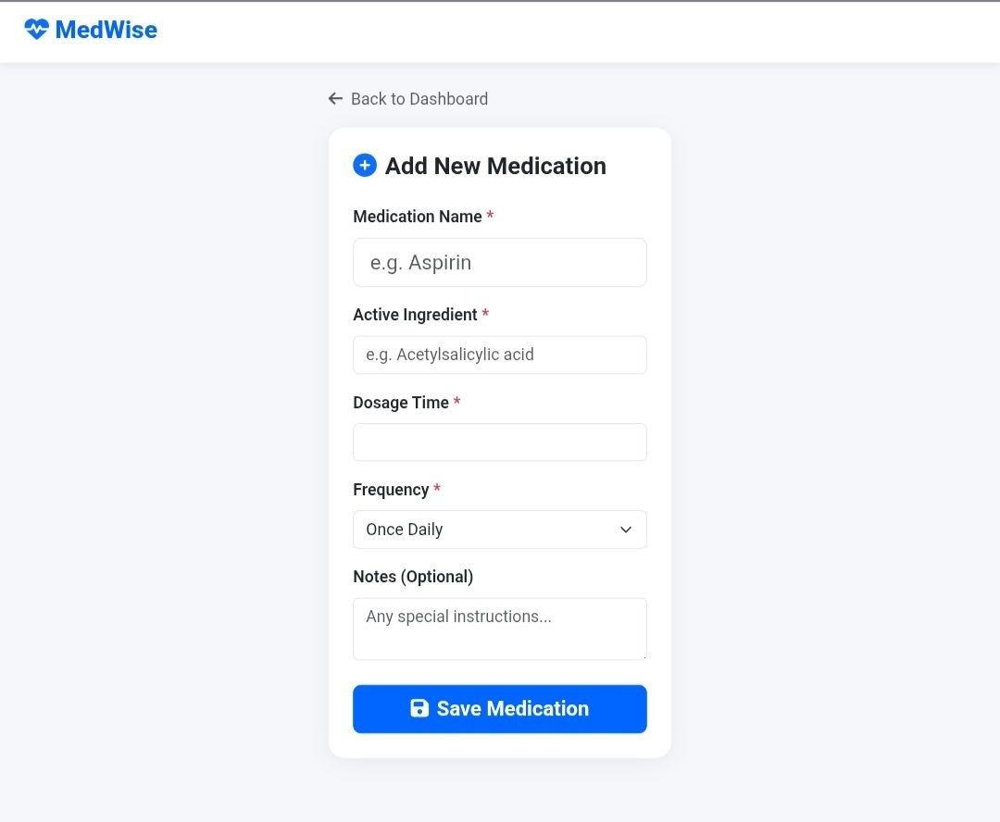 MedWise
Back to Dashboard
Add New Medication
Medication Name *
e.g. Aspirin
Active Ingredient *
e.g. Acetylsalicylic acid
Dosage Time *
Frequency *
Once Daily
Notes (Optional)
Any special instructions...
Save Medication